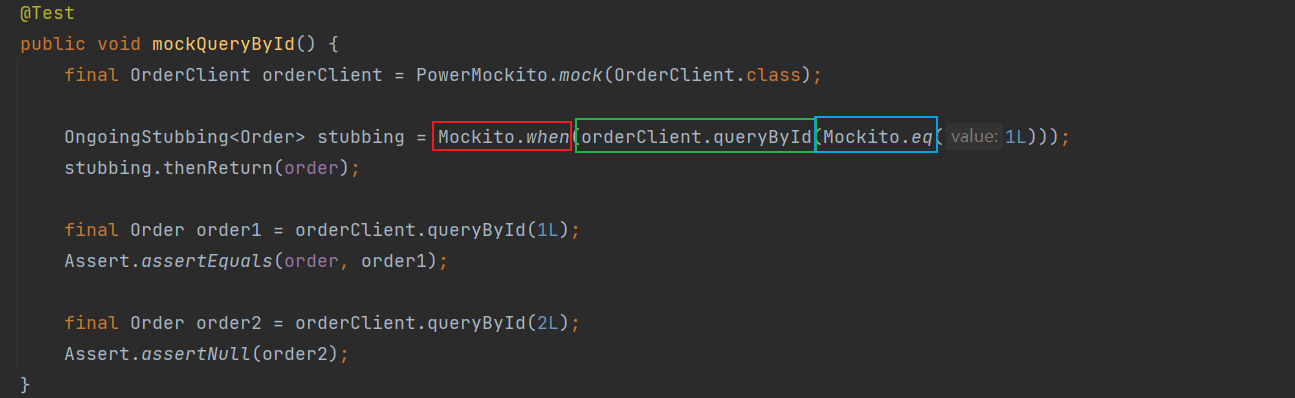 @Test
public void mockQueryById() {
final OrderClient orderClient = PowerMockito.mock(OrderClient.class);
OngoingStubbing<Order> stubbing = Mockito.when(orderClient.queryById(Mockito.eq( value: 1L)));
stubbing.thenReturn(order);
final Order order1 = orderClient.queryById(1L);
Assert.assertEquals(order, order1);
final Order order2 = orderClient.queryById(2L);
Assert.assertNull(order2);
}